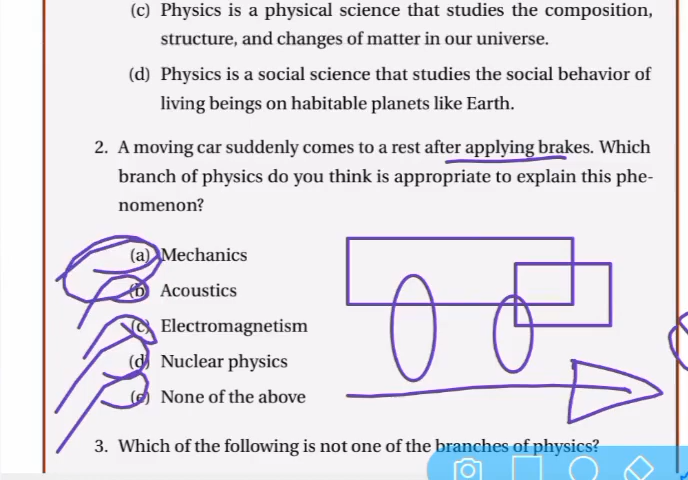 (c) Physics is a physical science that studies the composition,
structure, and changes of matter in our universe.
(d) Physics is a social science that studies the social behavior of
living beings on habitable planets like Earth.
2. A moving car suddenly comes to a rest after applying brakes. Which
branch of physics do you think is appropriate to explain this phe-
nomenon?
(a) Mechanics
(b) Acoustics
(c) Electromagnetism
(d) Nuclear physics
(e) None of the above
3. Which of the following is not one of the branches of physics?